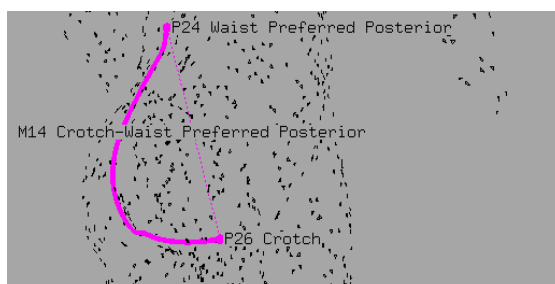 P24 Waist Preferred Posterior
M14 Crotch-Waist Preferred Posterior
P26 Crotch